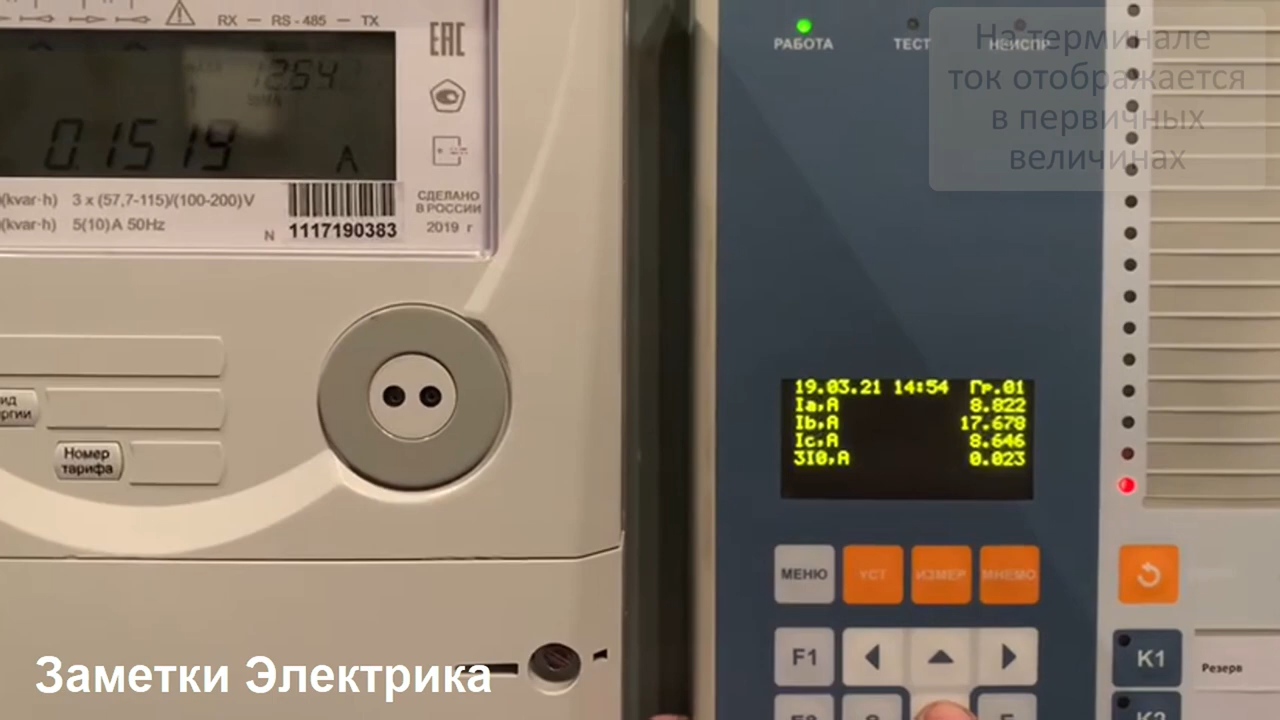 RX — RS - 485 — TX
EAC
12:54
0.1519 A
(kvar·h) 3 x (57,7-115)/(100-200)V
(kvar·h) 5(10)A 50Hz
N 1117190383
СДЕЛАНО
В РОССИИ
2019 г
Номер
тарифа
РАБОТА ТЕСТ НЕИСПР
На терминале
ток отображается
в первичных
величинах
19.03.21 14:54 Гр.01
Ia,A 8.822
Ib,A 17.678
Ic,A 8.646
3I0,A 0.023
МЕНЮ УСТ ИЗМЕР МНЕМО
F1
K1
Резерв
K2
Заметки Электрика